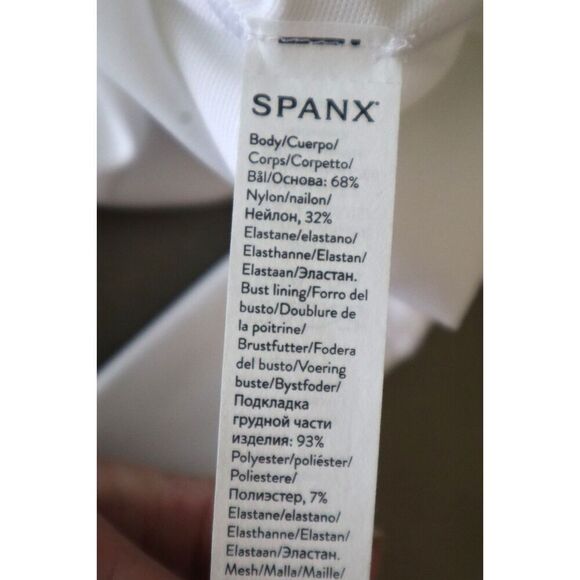 SPANX
Body/Cuerpo/
Corps/Corpetto/
Bål/Основа: 68%
Nylon/nailon/
Нейлон, 32%
Elastane/elastano/
Elasthanne/Elastan/
Elastaan/Эластан.
Bust lining/Forro del
busto/Doublure de
la poitrine/
Brustfutter/Fodera
del busto/Voering
buste/Bystfoder/
Подкладка
грудной части
изделия: 93%
Polyester/poliéster/
Poliestere/
Полиэстер, 7%
Elastane/elastano/
Elasthanne/Elastan/
Elastaan/Эластан.
Mesh/Malla/Maille/